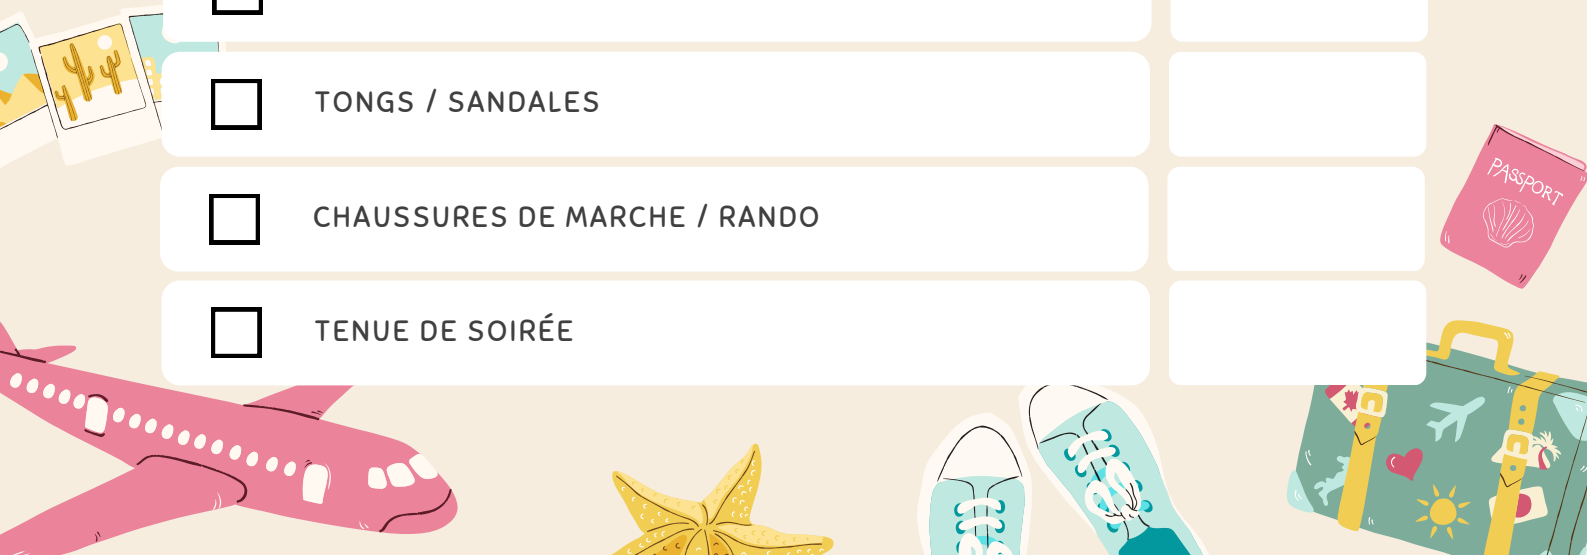 TONGS / SANDALES
CHAUSSURES DE MARCHE / RANDO
PASSPORT
TENUE DE SOIRÉE